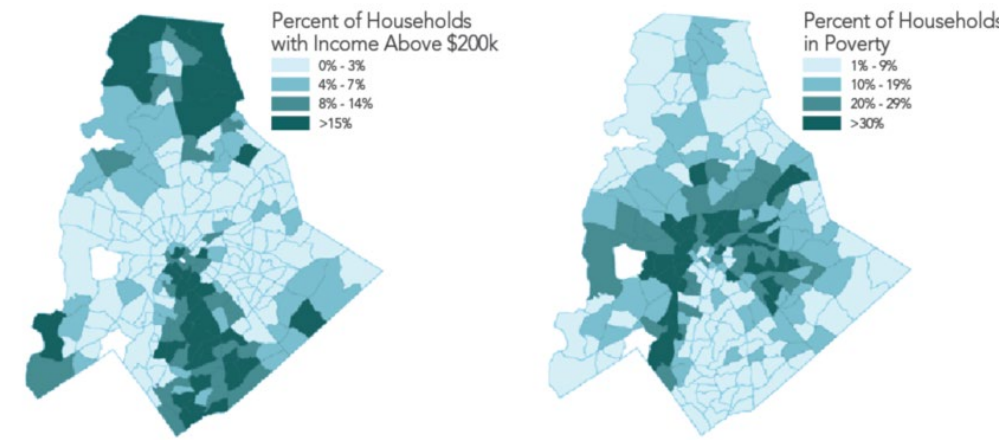 Percent of Households
with Income Above $200k
0% - 3%
4% - 7%
8% - 14%
>15%
Percent of Households
in Poverty
1% - 9%
10% - 19%
20% - 29%
>30%